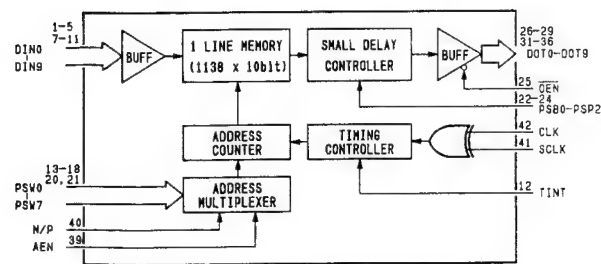 1-5
7-11
DIN0
DIN9
BUFF
1 LINE MEMORY
(1138 x 10bit)
SMALL DELAY
CONTROLLER
BUFF
26-29
31-36
DOT0-DOT9
25
OEN
22-24
PSB0-PSP2
ADDRESS
COUNTER
TIMING
CONTROLLER
42
CLK
41
SCLK
13-18
20, 21
PSW0
PSW7
ADDRESS
MULTIPLEXER
12
TINT
N/P
40
AEN
39